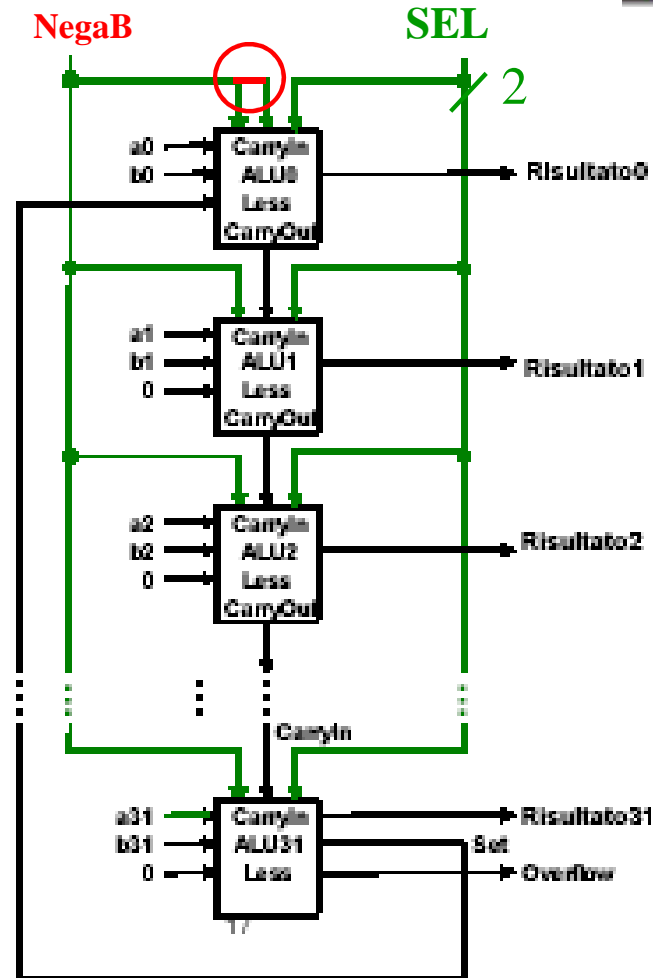 NegaB SEL
2
a0 CarryIn
b0 ALU0 Risultato0
Less
CarryOut
a1 CarryIn
b1 ALU1 Risultato1
0 Less
CarryOut
a2 CarryIn
b2 ALU2 Risultato2
0 Less
CarryOut
CarryIn
a31 CarryIn Risultato31
b31 ALU31 Set
0 Less Overflow
17